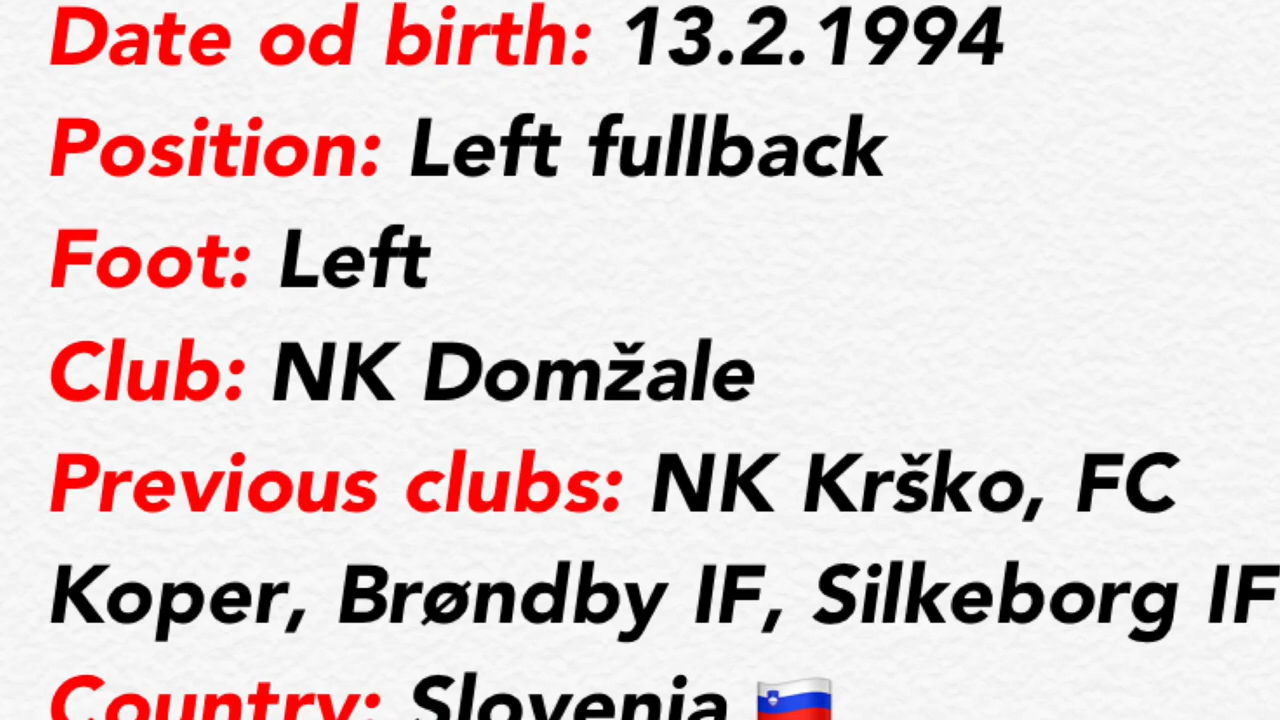 Date od birth: 13.2.1994
Position: Left fullback
Foot: Left
Club: NK Domžale
Previous clubs: NK Krško, FC
Koper, Brøndby IF, Silkeborg IF
Country: Slovenia 🇸🇮